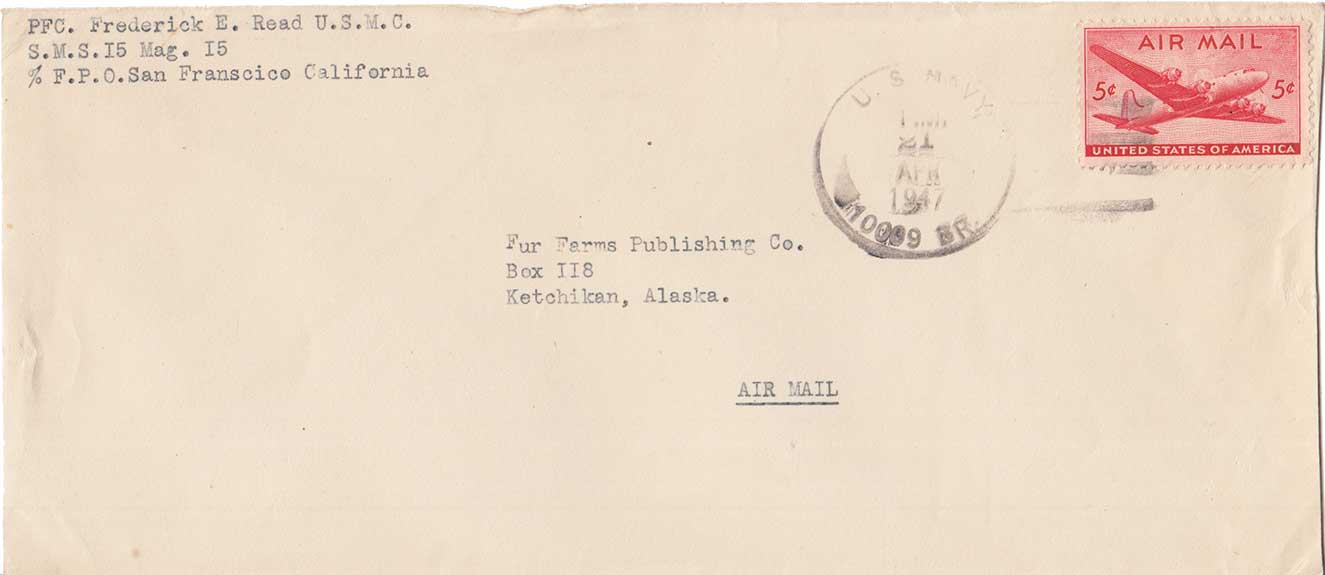 PFC. Frederick E. Read U.S.M.C.
S.M.S.I5 Mag. I5
% F.P.O.San Franscico California
AIR MAIL
5¢ 5¢
UNITED STATES OF AMERICA
U. S NAVY
21
APR
1947
BR.
Fur Farms Publishing Co.
Box II8
Ketchikan, Alaska.
AIR MAIL